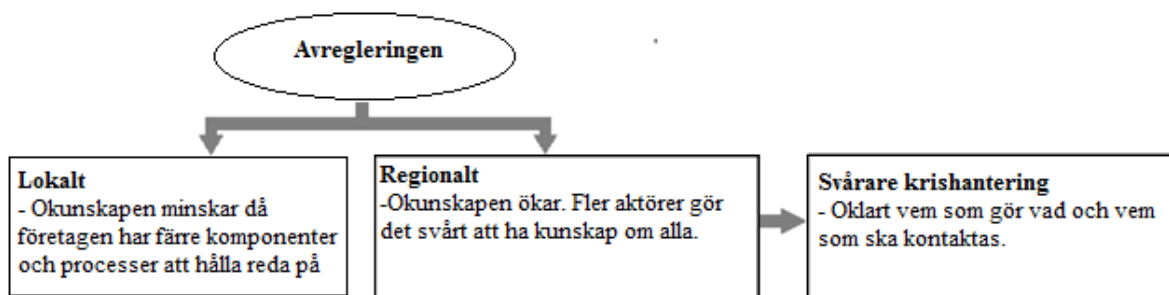 Avregleringen
Lokalt
- Okunskapen minskar då
företagen har färre komponenter
och processer att hålla reda på
Regionalt
-Okunskapen ökar. Fler aktörer gör
det svårt att ha kunskap om alla.
Svårare krishantering
- Oklart vem som gör vad och vem
som ska kontaktas.